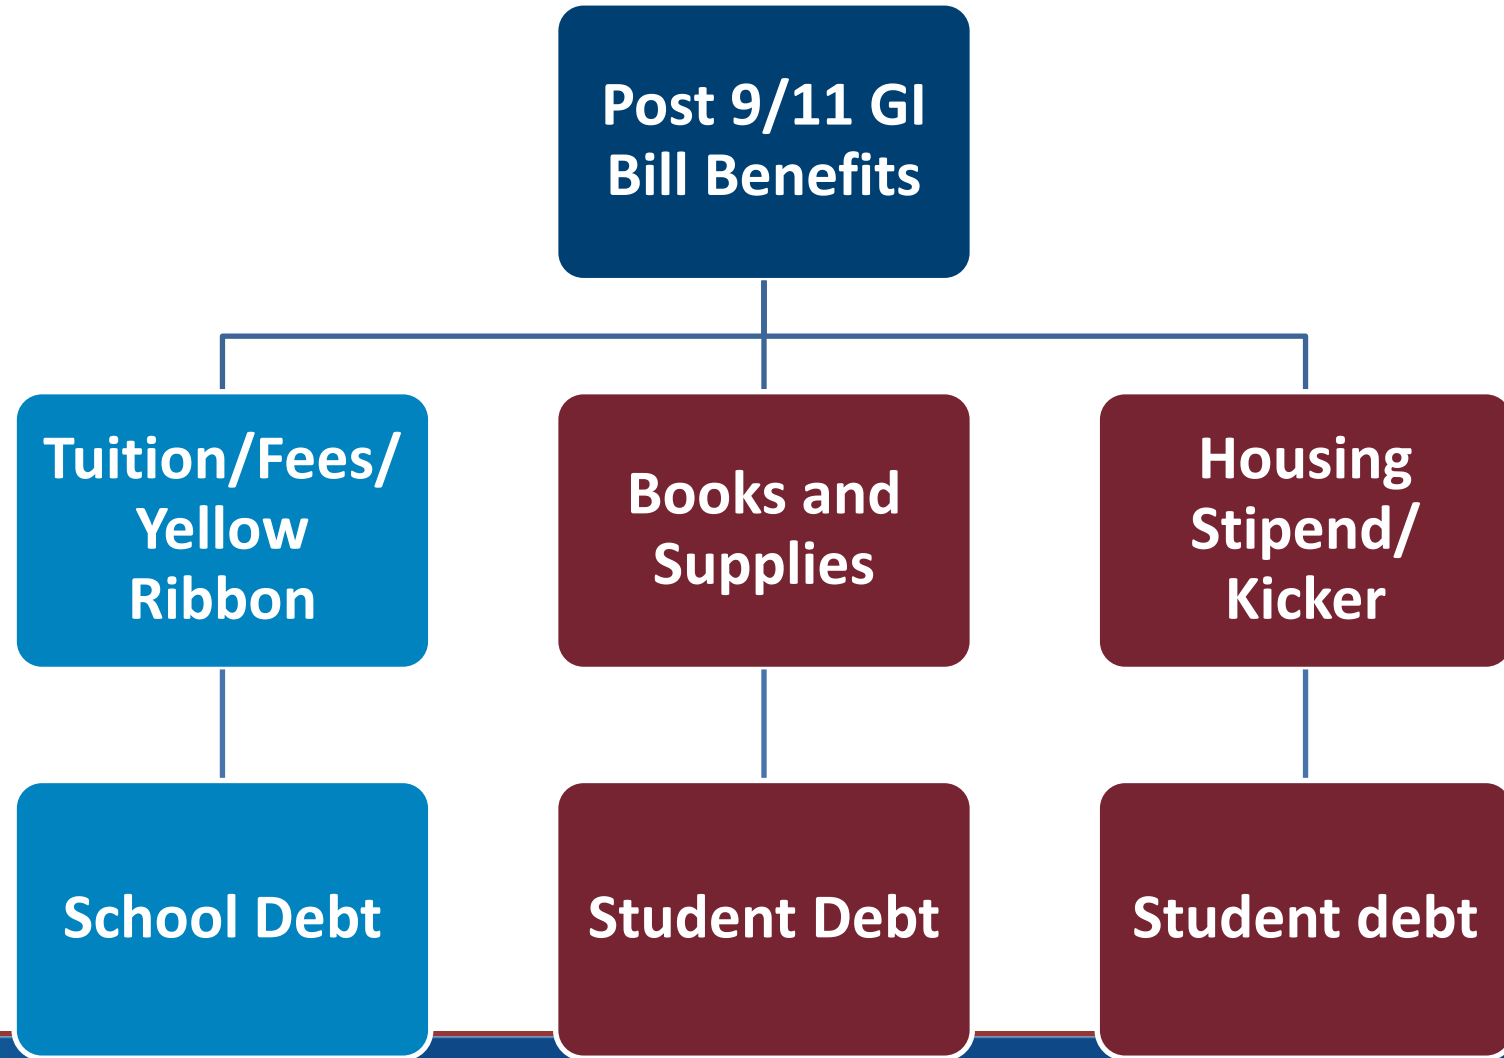 Post 9/11 GI
Bill Benefits
Tuition/Fees/
Yellow
Ribbon
Books and
Supplies
Housing
Stipend/
Kicker
School Debt
Student Debt
Student debt